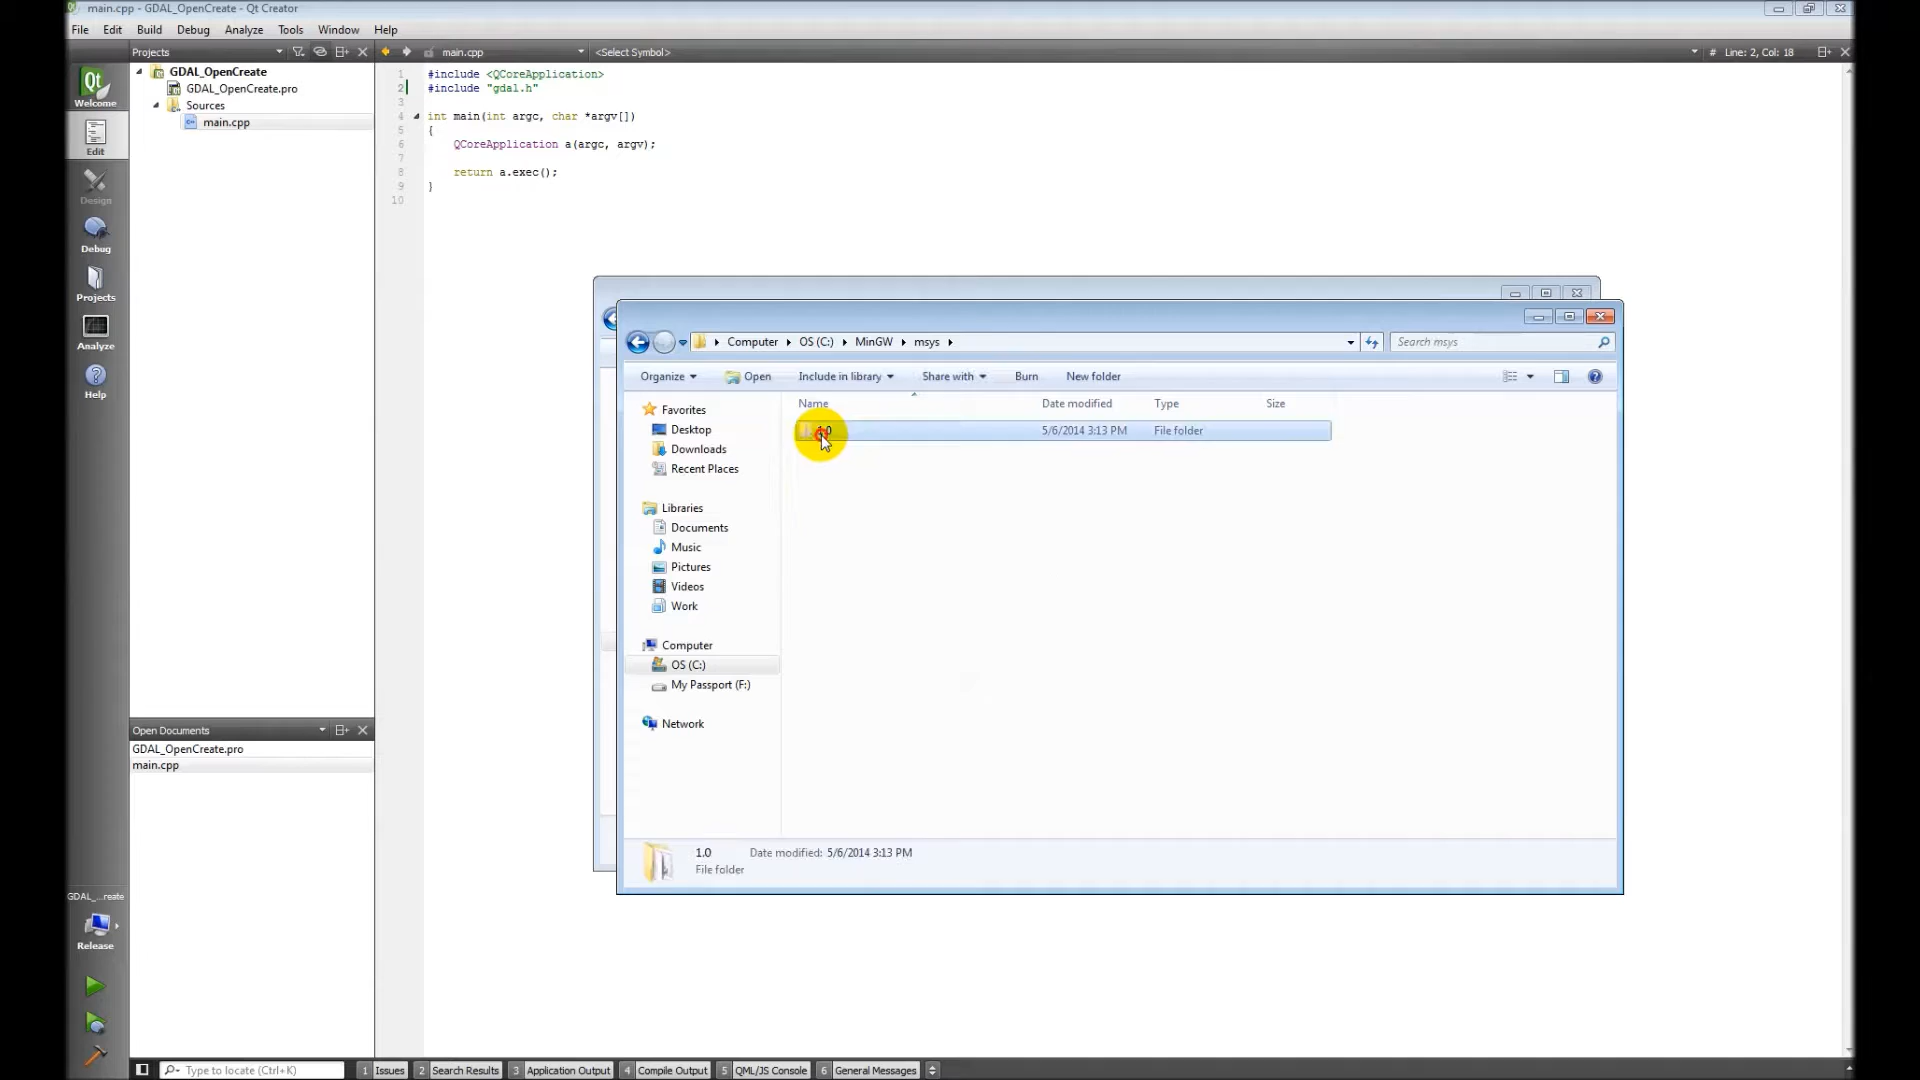 main.cpp - GDAL_OpenCreate - Qt Creator
File Edit Build Debug Analyze Tools Window Help
Projects main.cpp <Select Symbol> # Line: 2, Col: 18
Welcome
Edit
Design
Debug
Projects
Analyze
Help
GDAL_OpenCreate
GDAL_OpenCreate.pro
Sources
main.cpp
1 #include <QCoreApplication>
2 #include "gdal.h"
3
4 int main(int argc, char *argv[])
5 {
6 QCoreApplication a(argc, argv);
7
8 return a.exec();
9 }
10
Computer OS (C:) MinGW msys Search msys
Organize Open Include in library Share with Burn New folder
Name Date modified Type Size
1.0 5/6/2014 3:13 PM File folder
Favorites
Desktop
Downloads
Recent Places
Libraries
Documents
Music
Pictures
Videos
Work
Computer
OS (C:)
My Passport (F:)
Network
1.0 Date modified: 5/6/2014 3:13 PM
File folder
Open Documents
GDAL_OpenCreate.pro
main.cpp
GDAL_...reate
Release
Type to locate (Ctrl+K) 1 Issues 2 Search Results 3 Application Output 4 Compile Output 5 QML/JS Console 6 General Messages